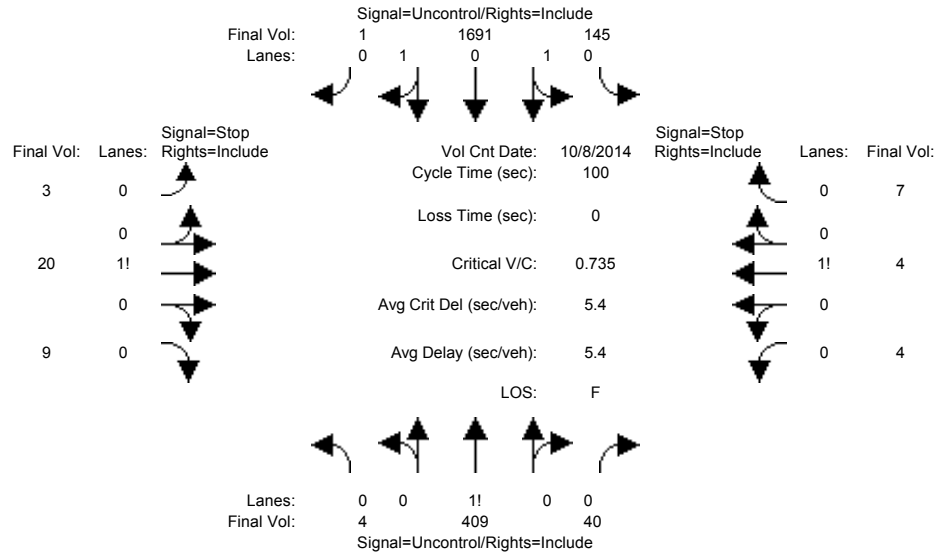 Signal=Uncontrol/Rights=Include
Final Vol: 1 1691 145
Lanes: 0 1 0 1 0
Signal=Stop Signal=Stop
Final Vol: Lanes: Rights=Include Vol Cnt Date: 10/8/2014 Rights=Include Lanes: Final Vol:
Cycle Time (sec): 100
3 0 0 7
Loss Time (sec): 0
0 0
20 1! Critical V/C: 0.735 1! 4
0 Avg Crit Del (sec/veh): 5.4 0
9 0 Avg Delay (sec/veh): 5.4 0 4
LOS: F
Lanes: 0 0 1! 0 0
Final Vol: 4 409 40
Signal=Uncontrol/Rights=Include